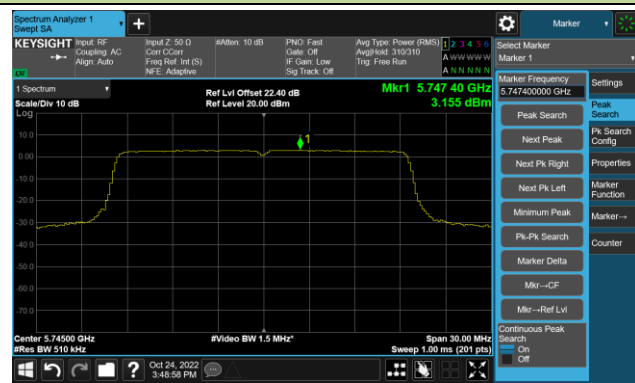 Spectrum Analyzer 1
Swept SA
+
Marker
KEYSIGHT
Input: RF
Coupling: AC
Align: Auto
Input Z: 50 Ω
Corr CCorr
Freq Ref: Int (S)
NFE: Adaptive
#Atten: 10 dB
PNO: Fast
Gate: Off
IF Gain: Low
Sig Track: Off
Avg Type: Power (RMS)
Avg|Hold: 310/310
Trig: Free Run
1 2 3 4 5 6
A WW WW W
A N N N N N
Select Marker
Marker 1
LXI
1 Spectrum
Scale/Div 10 dB
Ref Lvl Offset 22.40 dB
Ref Level 20.00 dBm
Mkr1 5.747 40 GHz
3.155 dBm
Log
10.0
0.00
-10.0
-20.0
-30.0
-40.0
-50.0
-60.0
-70.0
1
Center 5.74500 GHz
#Res BW 510 kHz
#Video BW 1.5 MHz*
Span 30.00 MHz
Sweep 1.00 ms (201 pts)
Marker Frequency
5.747400000 GHz
Peak Search
Next Peak
Next Pk Right
Next Pk Left
Minimum Peak
Pk-Pk Search
Marker Delta
Mkr→CF
Mkr→Ref Lvl
Continuous Peak
Search
On
Off
Settings
Peak
Search
Pk Search
Config
Properties
Marker
Function
Marker→
Counter
?
Oct 24, 2022
3:48:58 PM